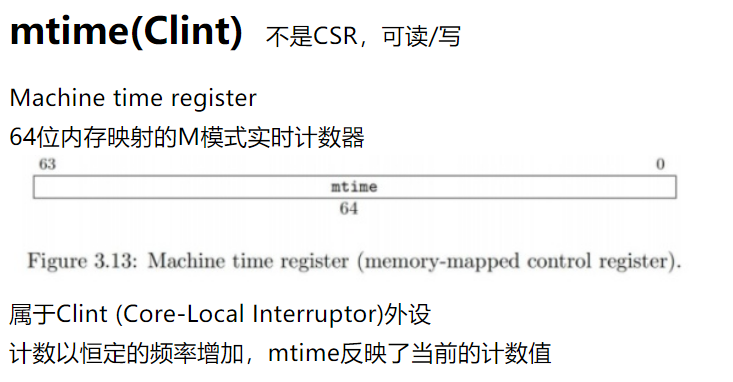 mtime(Clint) 不是CSR，可读/写
Machine time register
64位内存映射的M模式实时计数器
63 0
mtime
64
Figure 3.13: Machine time register (memory-mapped control register).
属于Clint (Core-Local Interruptor)外设
计数以恒定的频率增加，mtime反映了当前的计数值